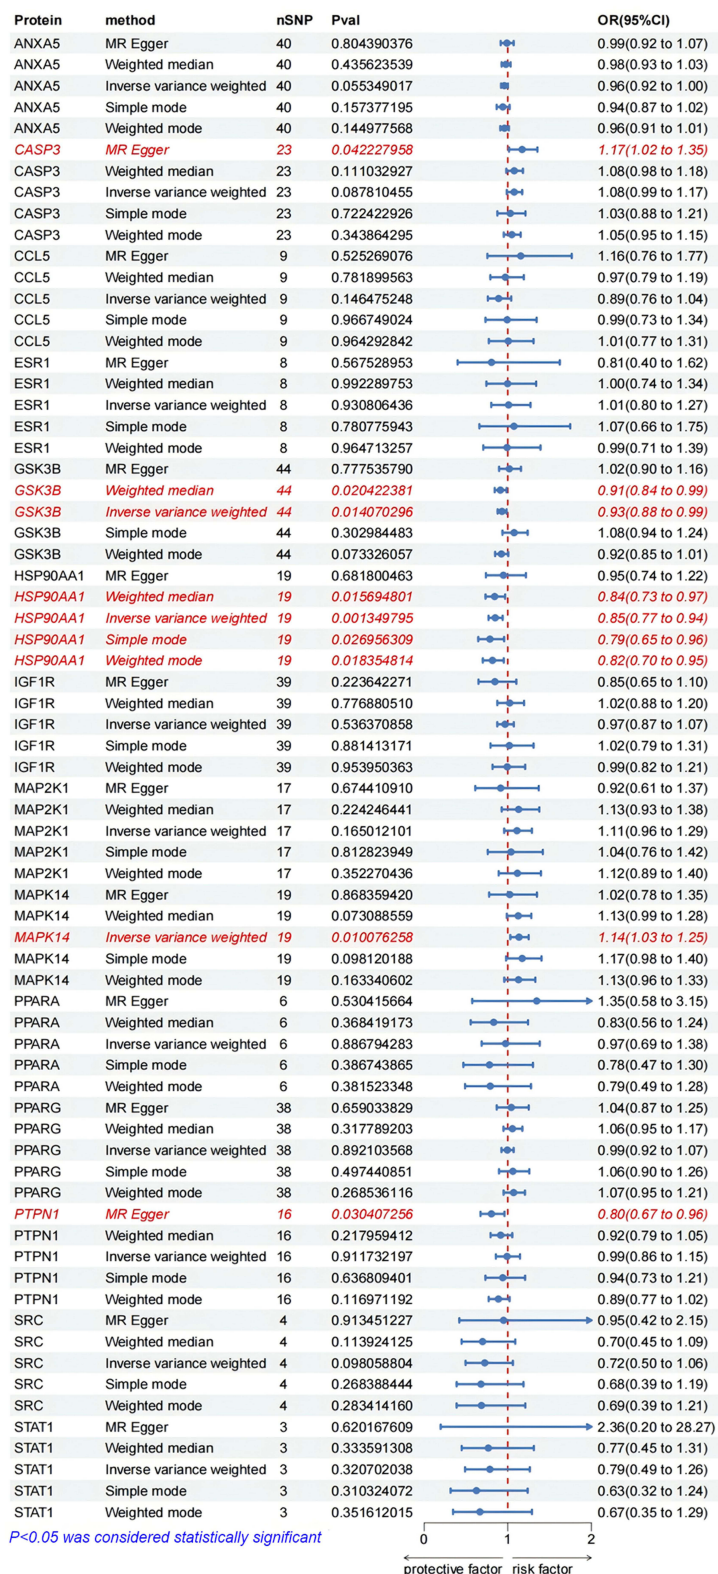 Protein method nSNP Pval OR(95%CI)
ANXA5 MR Egger 40 0.804390376 0.99(0.92 to 1.07)
ANXA5 Weighted median 40 0.435623539 0.98(0.93 to 1.03)
ANXA5 Inverse variance weighted 40 0.055349017 0.96(0.92 to 1.00)
ANXA5 Simple mode 40 0.157377195 0.94(0.87 to 1.02)
ANXA5 Weighted mode 40 0.144977568 0.96(0.91 to 1.01)
CASP3 MR Egger 23 0.042227958 1.17(1.02 to 1.35)
CASP3 Weighted median 23 0.111032927 1.08(0.98 to 1.18)
CASP3 Inverse variance weighted 23 0.087810455 1.08(0.99 to 1.17)
CASP3 Simple mode 23 0.722422926 1.03(0.88 to 1.21)
CASP3 Weighted mode 23 0.343864295 1.05(0.95 to 1.15)
CCL5 MR Egger 9 0.525269076 1.16(0.76 to 1.77)
CCL5 Weighted median 9 0.781899563 0.97(0.79 to 1.19)
CCL5 Inverse variance weighted 9 0.146475248 0.89(0.76 to 1.04)
CCL5 Simple mode 9 0.966749024 0.99(0.73 to 1.34)
CCL5 Weighted mode 9 0.964292842 1.01(0.77 to 1.31)
ESR1 MR Egger 8 0.567528953 0.81(0.40 to 1.62)
ESR1 Weighted median 8 0.992289753 1.00(0.74 to 1.34)
ESR1 Inverse variance weighted 8 0.930806436 1.01(0.80 to 1.27)
ESR1 Simple mode 8 0.780775943 1.07(0.66 to 1.75)
ESR1 Weighted mode 8 0.964713257 0.99(0.71 to 1.39)
GSK3B MR Egger 44 0.777535790 1.02(0.90 to 1.16)
GSK3B Weighted median 44 0.020422381 0.91(0.84 to 0.99)
GSK3B Inverse variance weighted 44 0.014070296 0.93(0.88 to 0.99)
GSK3B Simple mode 44 0.302984483 1.08(0.94 to 1.24)
GSK3B Weighted mode 44 0.073326057 0.92(0.85 to 1.01)
HSP90AA1 MR Egger 19 0.681800463 0.95(0.74 to 1.22)
HSP90AA1 Weighted median 19 0.015694801 0.84(0.73 to 0.97)
HSP90AA1 Inverse variance weighted 19 0.001349795 0.85(0.77 to 0.94)
HSP90AA1 Simple mode 19 0.026956309 0.79(0.65 to 0.96)
HSP90AA1 Weighted mode 19 0.018354814 0.82(0.70 to 0.95)
IGF1R MR Egger 39 0.223642271 0.85(0.65 to 1.10)
IGF1R Weighted median 39 0.776880510 1.02(0.88 to 1.20)
IGF1R Inverse variance weighted 39 0.536370858 0.97(0.87 to 1.07)
IGF1R Simple mode 39 0.881413171 1.02(0.79 to 1.31)
IGF1R Weighted mode 39 0.953950363 0.99(0.82 to 1.21)
MAP2K1 MR Egger 17 0.674410910 0.92(0.61 to 1.37)
MAP2K1 Weighted median 17 0.224246441 1.13(0.93 to 1.38)
MAP2K1 Inverse variance weighted 17 0.165012101 1.11(0.96 to 1.29)
MAP2K1 Simple mode 17 0.812823949 1.04(0.76 to 1.42)
MAP2K1 Weighted mode 17 0.352270436 1.12(0.89 to 1.40)
MAPK14 MR Egger 19 0.868359420 1.02(0.78 to 1.35)
MAPK14 Weighted median 19 0.073088559 1.13(0.99 to 1.28)
MAPK14 Inverse variance weighted 19 0.010076258 1.14(1.03 to 1.25)
MAPK14 Simple mode 19 0.098120188 1.17(0.98 to 1.40)
MAPK14 Weighted mode 19 0.163340602 1.13(0.96 to 1.33)
PPARA MR Egger 6 0.530415664 1.35(0.58 to 3.15)
PPARA Weighted median 6 0.368419173 0.83(0.56 to 1.24)
PPARA Inverse variance weighted 6 0.886794283 0.97(0.69 to 1.38)
PPARA Simple mode 6 0.386743865 0.78(0.47 to 1.30)
PPARA Weighted mode 6 0.381523348 0.79(0.49 to 1.28)
PPARG MR Egger 38 0.659033829 1.04(0.87 to 1.25)
PPARG Weighted median 38 0.317789203 1.06(0.95 to 1.17)
PPARG Inverse variance weighted 38 0.892103568 0.99(0.92 to 1.07)
PPARG Simple mode 38 0.497440851 1.06(0.90 to 1.26)
PPARG Weighted mode 38 0.268536116 1.07(0.95 to 1.21)
PTPN1 MR Egger 16 0.030407256 0.80(0.67 to 0.96)
PTPN1 Weighted median 16 0.217959412 0.92(0.79 to 1.05)
PTPN1 Inverse variance weighted 16 0.911732197 0.99(0.86 to 1.15)
PTPN1 Simple mode 16 0.636809401 0.94(0.73 to 1.21)
PTPN1 Weighted mode 16 0.116971192 0.89(0.77 to 1.02)
SRC MR Egger 4 0.913451227 0.95(0.42 to 2.15)
SRC Weighted median 4 0.113924125 0.70(0.45 to 1.09)
SRC Inverse variance weighted 4 0.098058804 0.72(0.50 to 1.06)
SRC Simple mode 4 0.268388444 0.68(0.39 to 1.19)
SRC Weighted mode 4 0.283414160 0.69(0.39 to 1.21)
STAT1 MR Egger 3 0.620167609 2.36(0.20 to 28.27)
STAT1 Weighted median 3 0.333591308 0.77(0.45 to 1.31)
STAT1 Inverse variance weighted 3 0.320702038 0.79(0.49 to 1.26)
STAT1 Simple mode 3 0.310324072 0.63(0.32 to 1.24)
STAT1 Weighted mode 3 0.351612015 0.67(0.35 to 1.29)
P<0.05 was considered statistically significant
0 1 2
protective factor risk factor